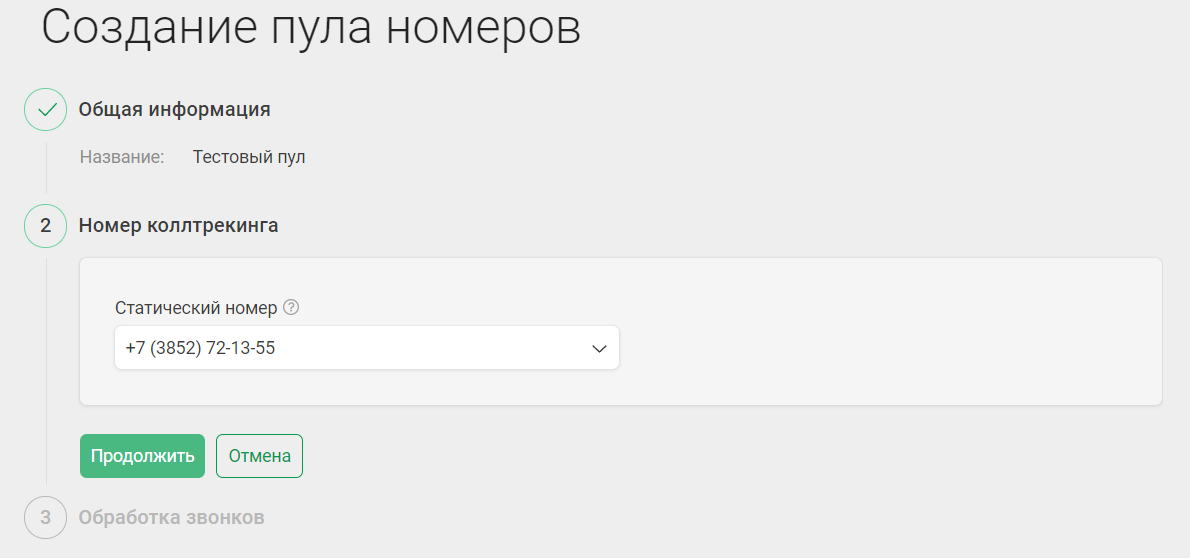 Создание пула номеров
Общая информация
Название: Тестовый пул
2 Номер коллтрекинга
Статический номер ?
+7 (3852) 72-13-55
Продолжить Отмена
3 Обработка звонков